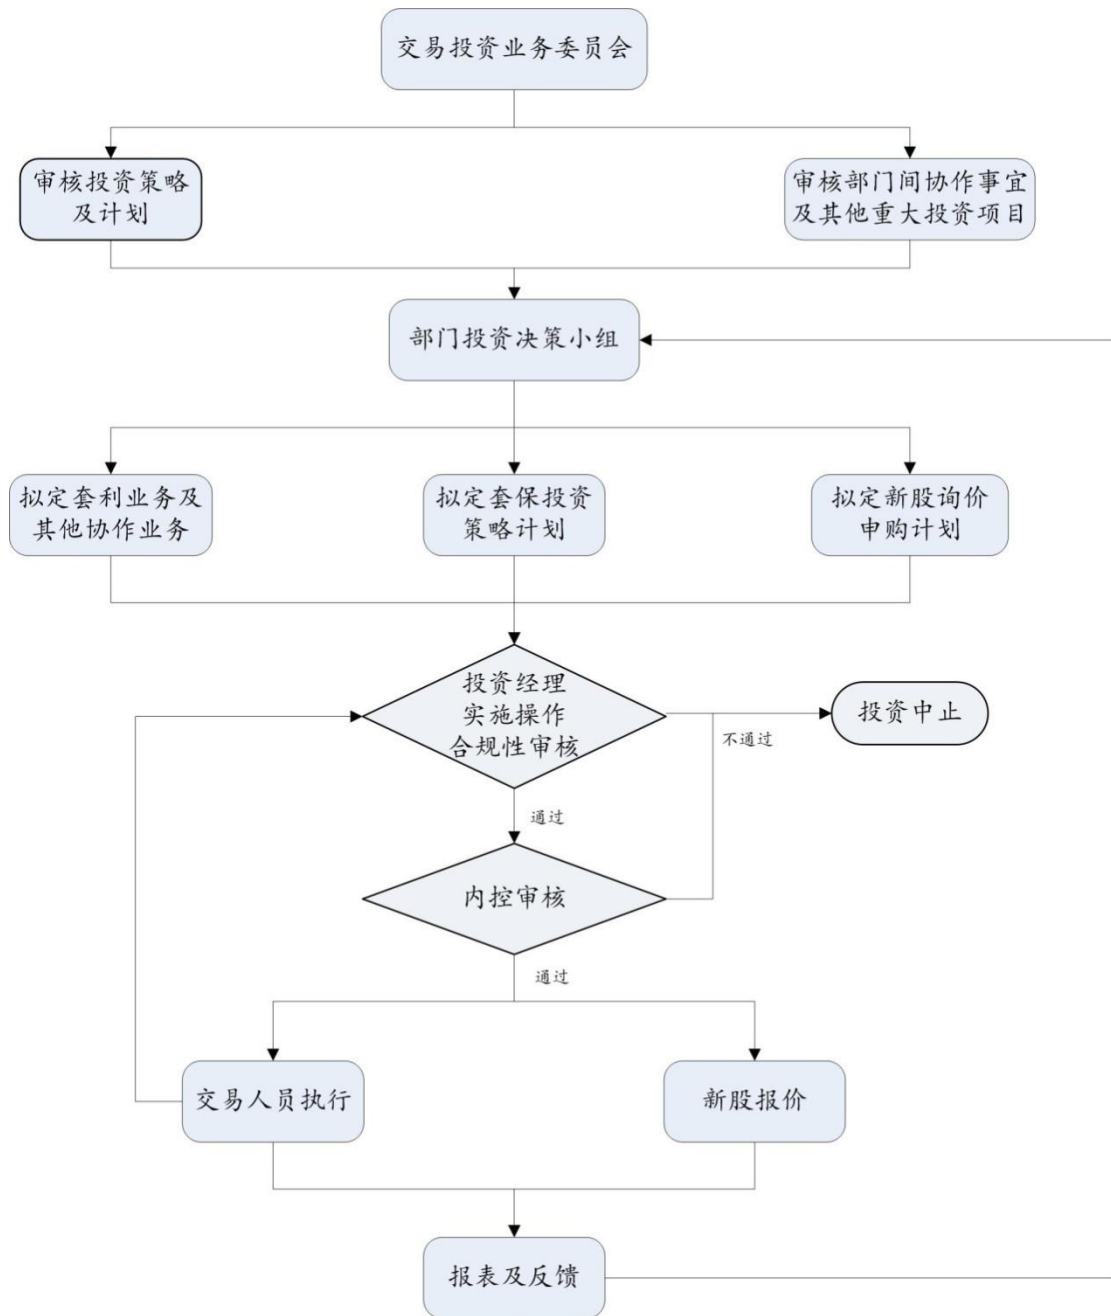 交易投资业务委员会
审核投资策略
及计划
审核部门间协作事宜
及其他重大投资项目
部门投资决策小组
拟定套利业务及
其他协作业务
拟定套保投资
策略计划
拟定新股询价
申购计划
投资经理
实施操作
合规性审核
投资中止
不通过
通过
内控审核
通过
交易人员执行
新股报价
报表及反馈